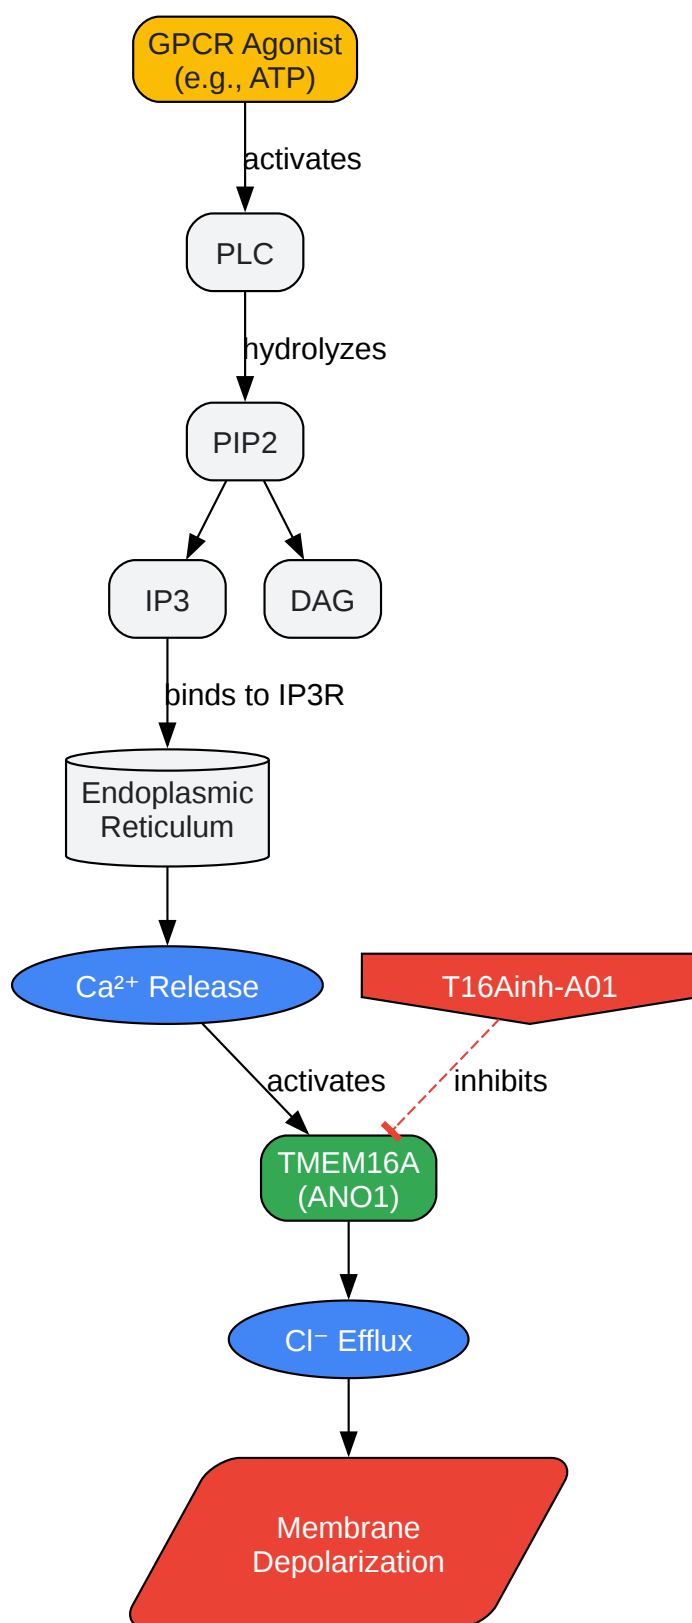 GPCR Agonist
(e.g., ATP)
activates
PLC
hydrolyzes
PIP2
IP3
DAG
binds to IP3R
Endoplasmic
Reticulum
Ca²⁺ Release
T16Ainh-A01
activates
inhibits
TMEM16A
(ANO1)
Cl⁻ Efflux
Membrane
Depolarization